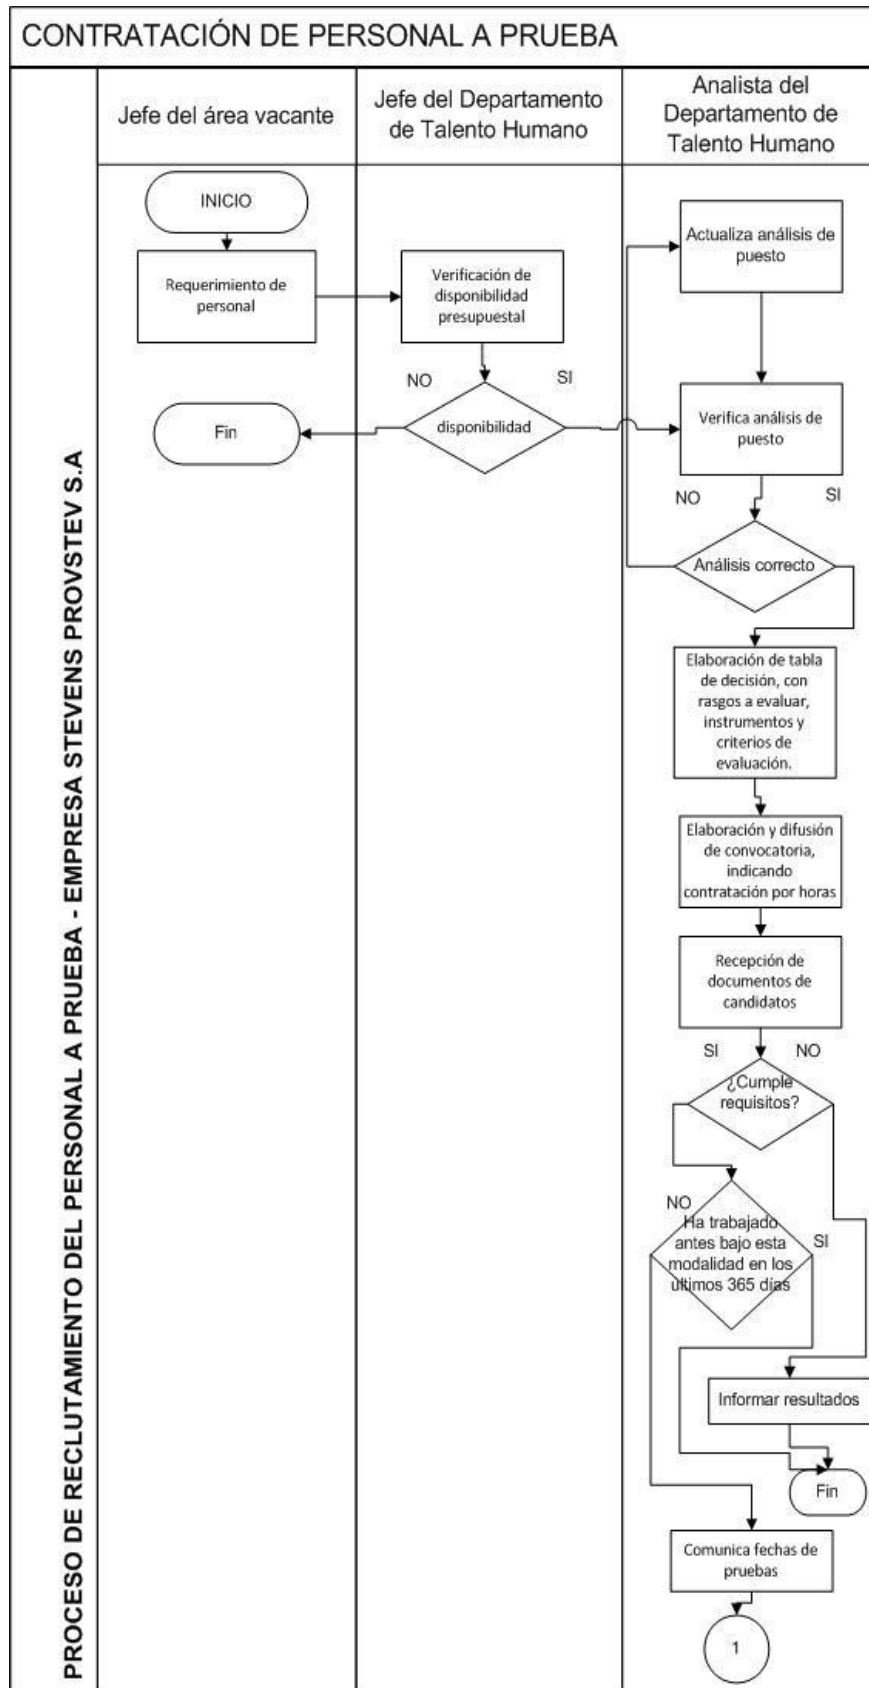 CONTRATACIÓN DE PERSONAL A PRUEBA
PROCESO DE RECLUTAMIENTO DEL PERSONAL A PRUEBA - EMPRESA STEVENS PROVSTEV S.A
Jefe del área vacante
Jefe del Departamento
de Talento Humano
Analista del
Departamento de
Talento Humano
INICIO
Requerimiento de
personal
Verificación de
disponibilidad
presupuestal
Actualiza análisis de
puesto
NO
SI
disponibilidad
Fin
Verifica análisis de
puesto
NO
SI
Análisis correcto
Elaboración de tabla
de decisión, con
rasgos a evaluar,
instrumentos y
criterios de
evaluación.
Elaboración y difusión
de convocatoria,
indicando
contratación por horas
Recepción de
documentos de
candidatos
SI
NO
¿Cumple
requisitos?
NO
SI
Ha trabajado
antes bajo esta
modalidad en los
últimos 365 días
Informar resultados
Fin
Comunica fechas de
pruebas
1